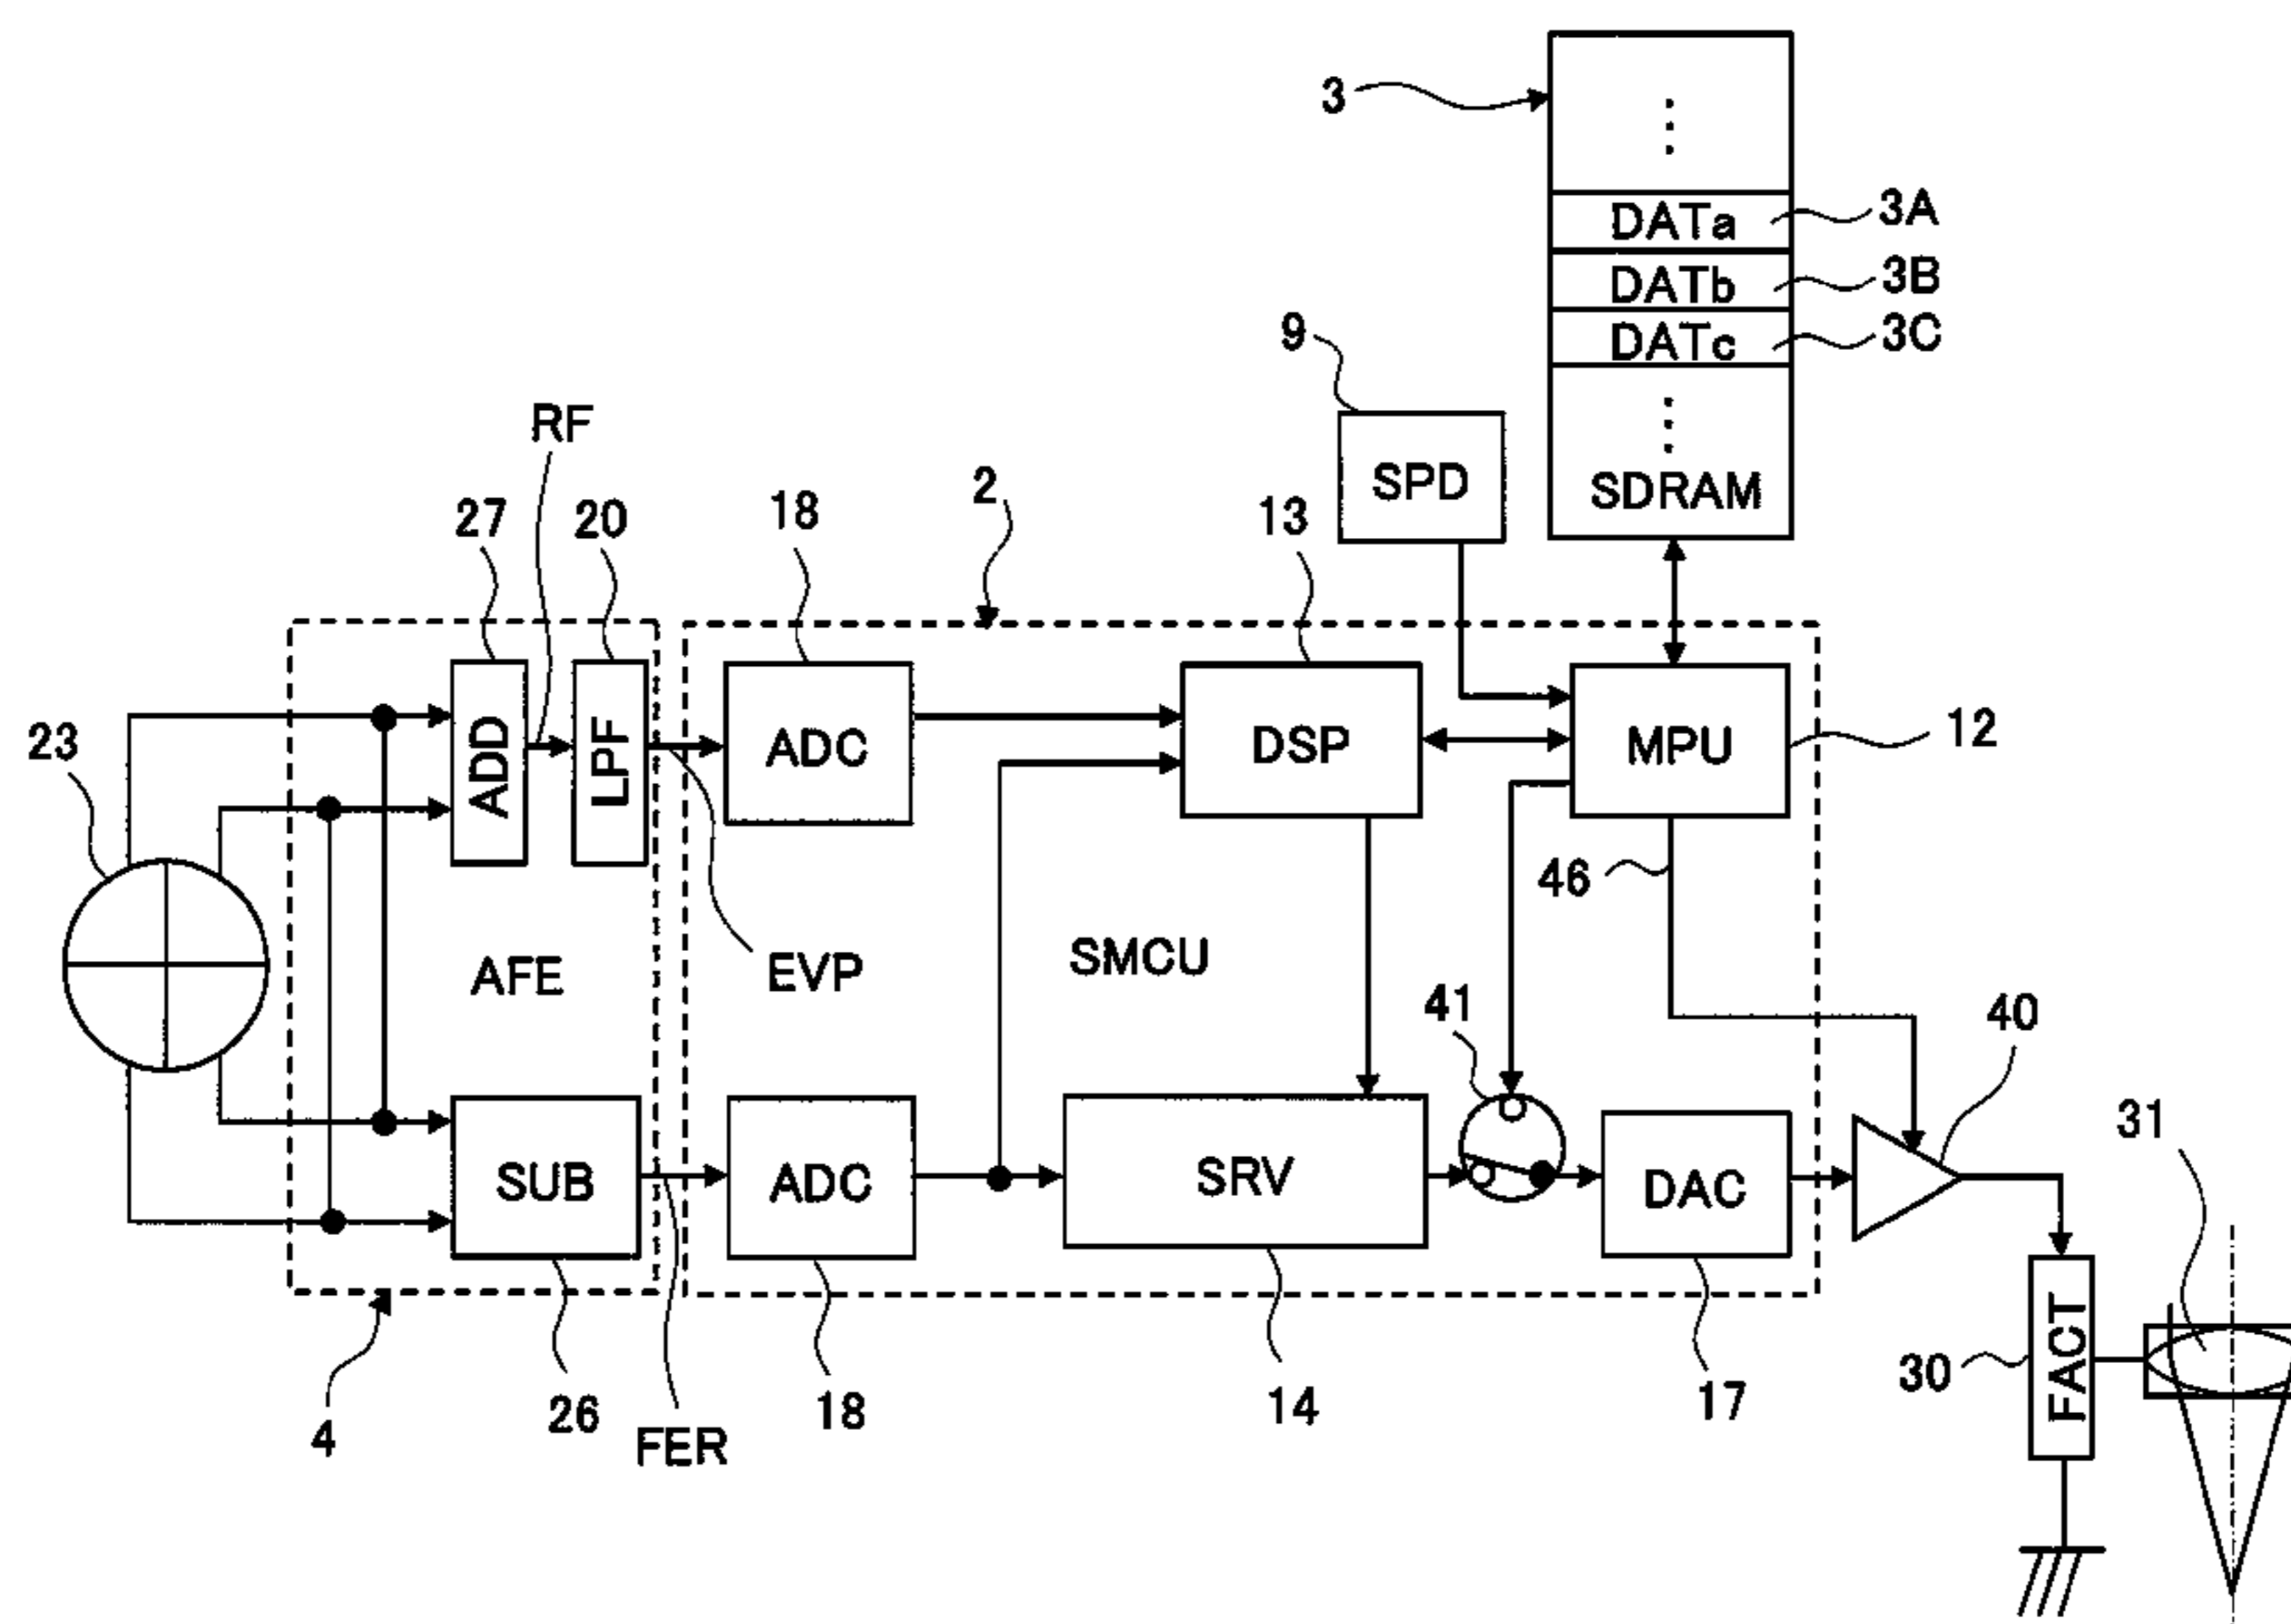 3
DATa
3A
DATb
3B
DATc
3C
9
SPD
SDRAM
RF
27
20
18
2
13
23
ADD
LPF
ADC
DSP
MPU
12
46
AFE
EVP
SMCU
41
40
31
SUB
ADC
SRV
DAC
FACT
30
4
26
FER
18
14
17